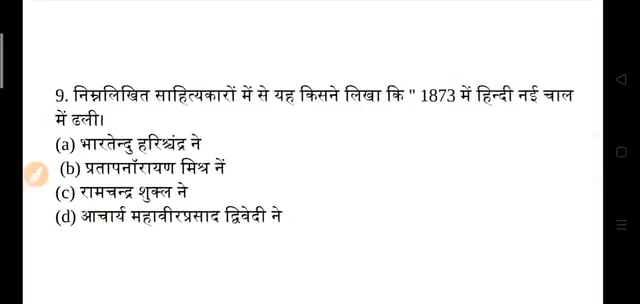 9. निम्नलिखित साहित्यकारों में से यह किसने लिखा कि " 1873 में हिन्दी नई चाल
में ढली।
(a) भारतेन्दु हरिश्चंद्र ने
(b) प्रतापनॉरायण मिश्र नें
(c) रामचन्द्र शुक्ल ने
(d) आचार्य महावीरप्रसाद द्विवेदी ने